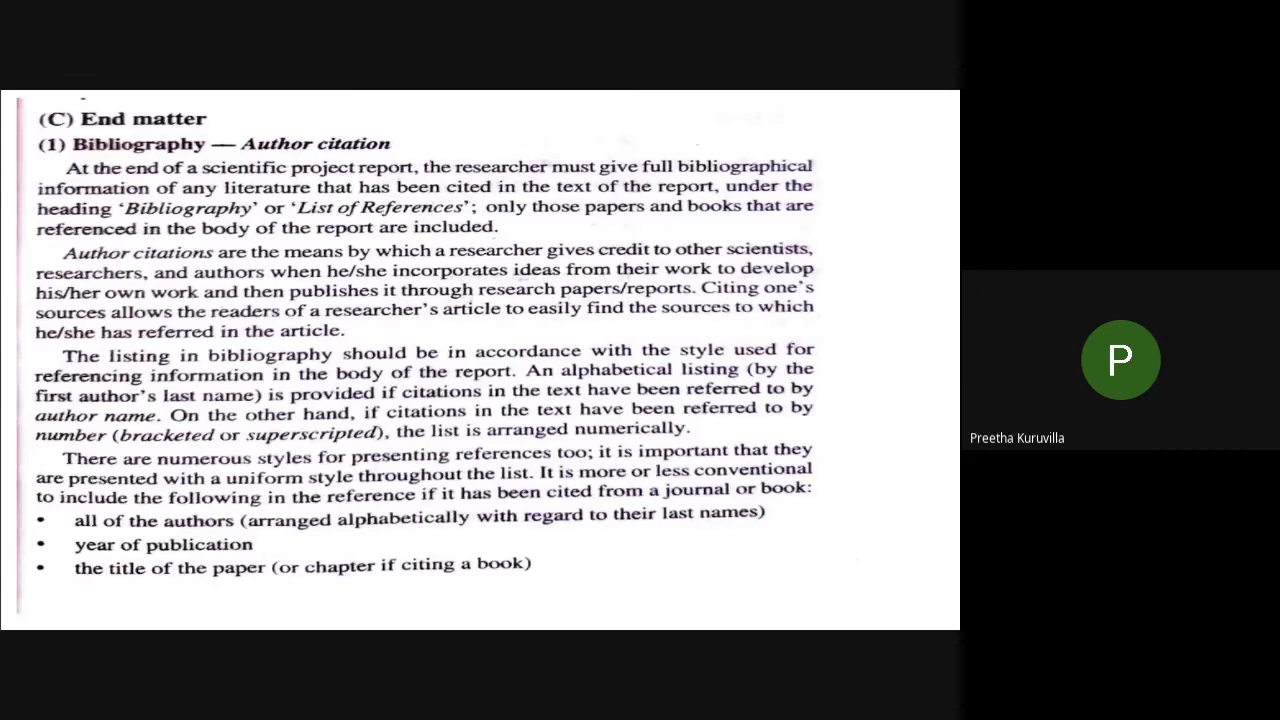 (C) End matter
(1) Bibliography — Author citation
At the end of a scientific project report, the researcher must give full bibliographical
information of any literature that has been cited in the text of the report, under the
heading ‘Bibliography’ or ‘List of References’; only those papers and books that are
referenced in the body of the report are included.
Author citations are the means by which a researcher gives credit to other scientists,
researchers, and authors when he/she incorporates ideas from their work to develop
his/her own work and then publishes it through research papers/reports. Citing one’s
sources allows the readers of a researcher’s article to easily find the sources to which
he/she has referred in the article.
The listing in bibliography should be in accordance with the style used for
referencing information in the body of the report. An alphabetical listing (by the
first author’s last name) is provided if citations in the text have been referred to by
author name. On the other hand, if citations in the text have been referred to by
number (bracketed or superscripted), the list is arranged numerically.
There are numerous styles for presenting references too; it is important that they
are presented with a uniform style throughout the list. It is more or less conventional
to include the following in the reference if it has been cited from a journal or book:
• all of the authors (arranged alphabetically with regard to their last names)
• year of publication
• the title of the paper (or chapter if citing a book)
P
Preetha Kuruvilla